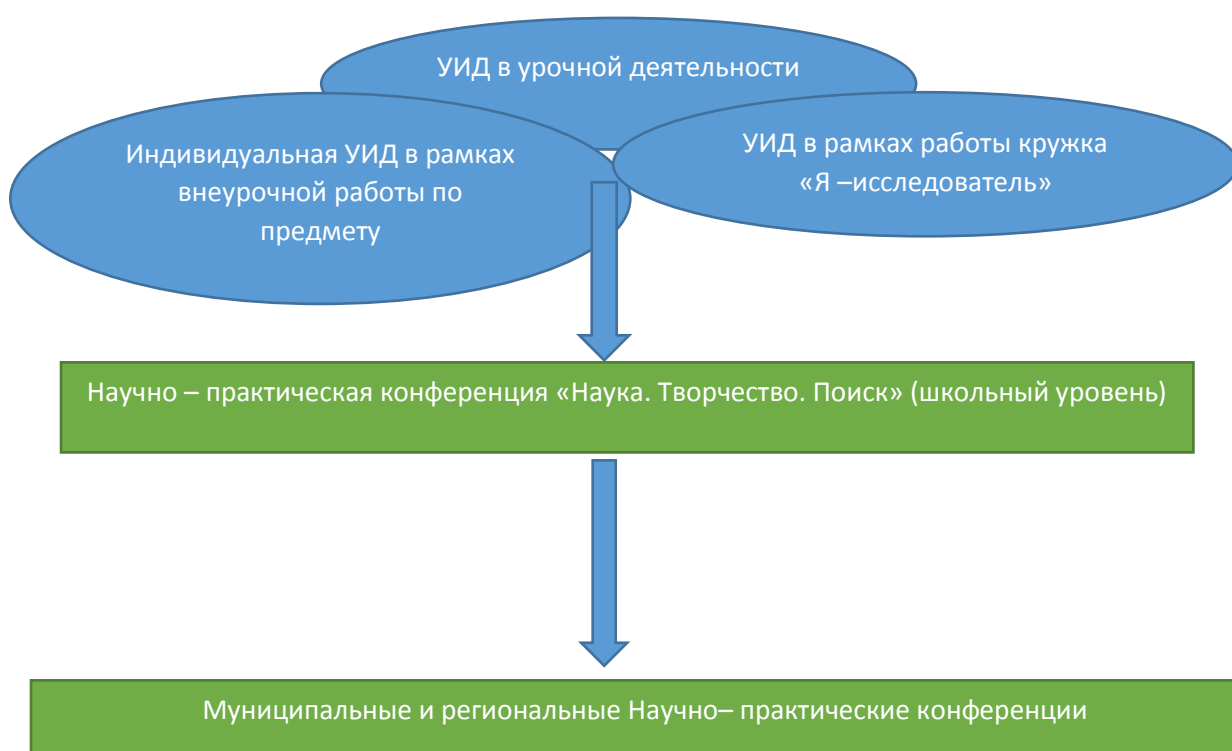 УИД в урочной деятельности
Индивидуальная УИД в рамках
внеурочной работы по
предмету
УИД в рамках работы кружка
«Я –исследователь»
Научно – практическая конференция «Наука. Творчество. Поиск» (школьный уровень)
Муниципальные и региональные Научно– практические конференции